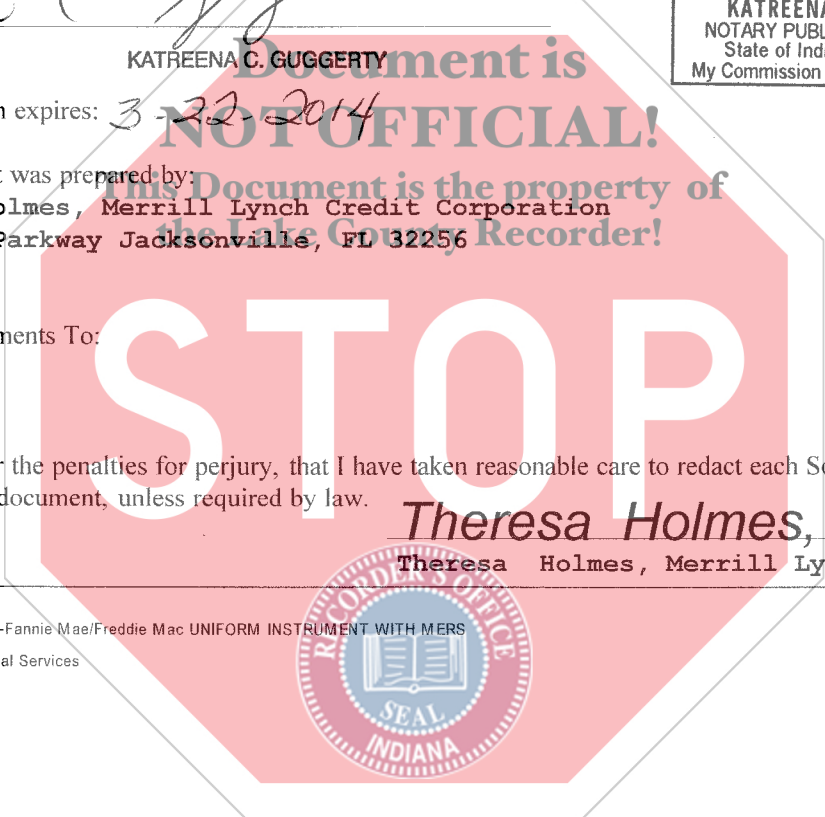 KATREENA
NOTARY PUBL
State of Ind
My Commission
KATREENA C. GUGGERTY
Document is
n expires: 3-22-2014
NOT OFFICIAL!
t was prepared by:
This Document is the property of
olmes, Merrill Lynch Credit Corporation
the Lake County Recorder!
Parkway Jacksonville, FL 32256
STOP
ments To:
r the penalties for perjury, that I have taken reasonable care to redact each So
document, unless required by law.
Theresa Holmes,
Theresa Holmes, Merrill Ly
RECORDER'S OFFICE
SEAL
INDIANA
-Fannie Mae/Freddie Mac UNIFORM INSTRUMENT WITH MERS
al Services